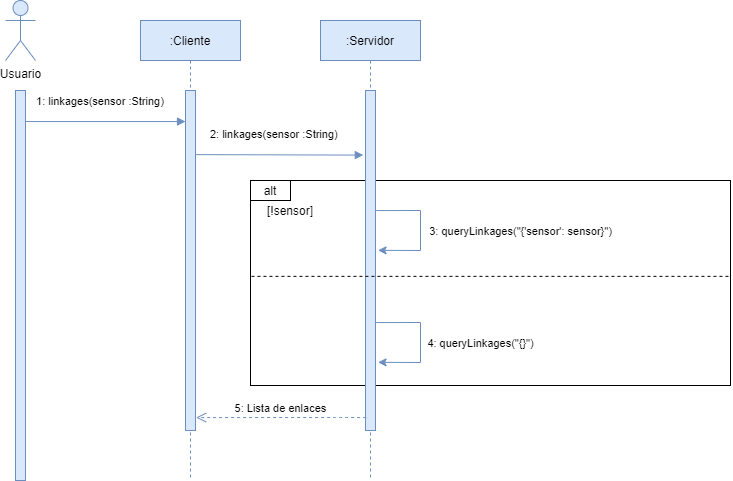 :Cliente
:Servidor
Usuario
1: linkages(sensor :String)
2: linkages(sensor :String)
alt
[!sensor]
3: queryLinkages("{'sensor': sensor}")
4: queryLinkages("{}")
5: Lista de enlaces